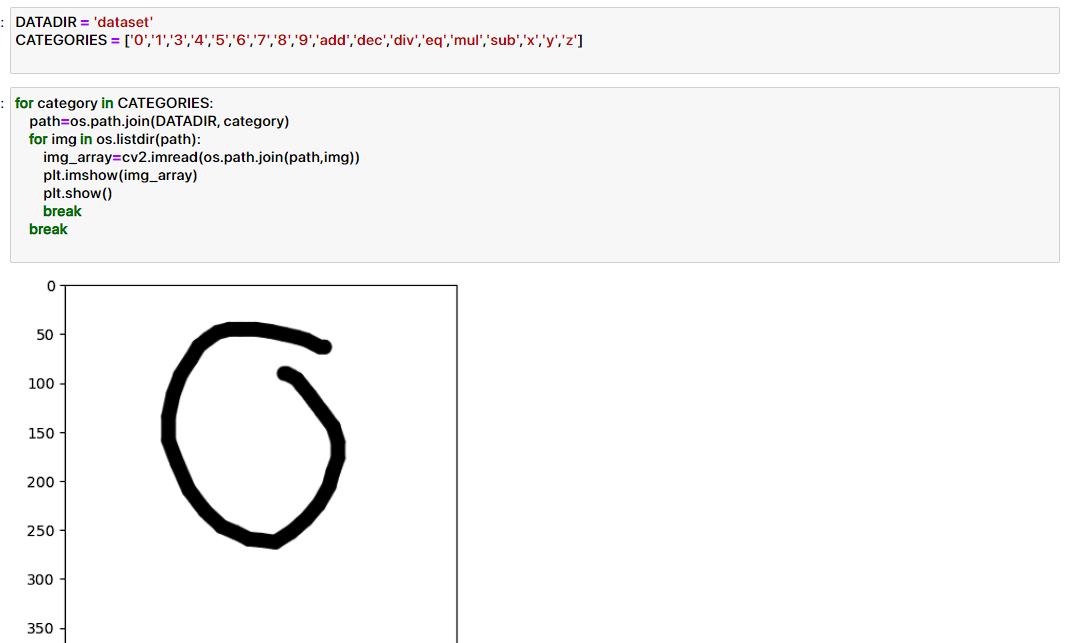 :
DATADIR = 'dataset'
CATEGORIES = ['0','1','3','4','5','6','7','8','9','add','dec','div','eq','mul','sub','x','y','z']
:
for category in CATEGORIES:
path=os.path.join(DATADIR, category)
for img in os.listdir(path):
img_array=cv2.imread(os.path.join(path,img))
plt.imshow(img_array)
plt.show()
break
break
0
50
100
150
200
250
300
350